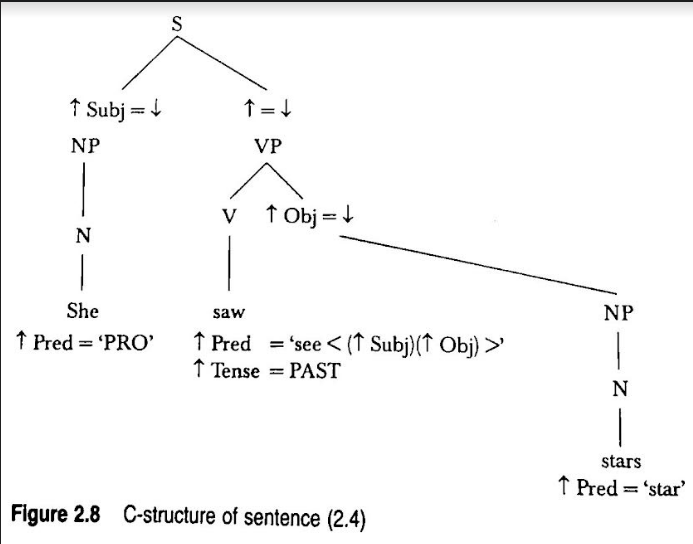 S
↑ Subj = ↓ ↑ = ↓
NP VP
V ↑ Obj = ↓
N
She saw NP
↑ Pred = ‘PRO’ ↑ Pred = ‘see < (↑ Subj)(↑ Obj) >’
↑ Tense = PAST
N
stars
↑ Pred = ‘star’
Figure 2.8 C-structure of sentence (2.4)